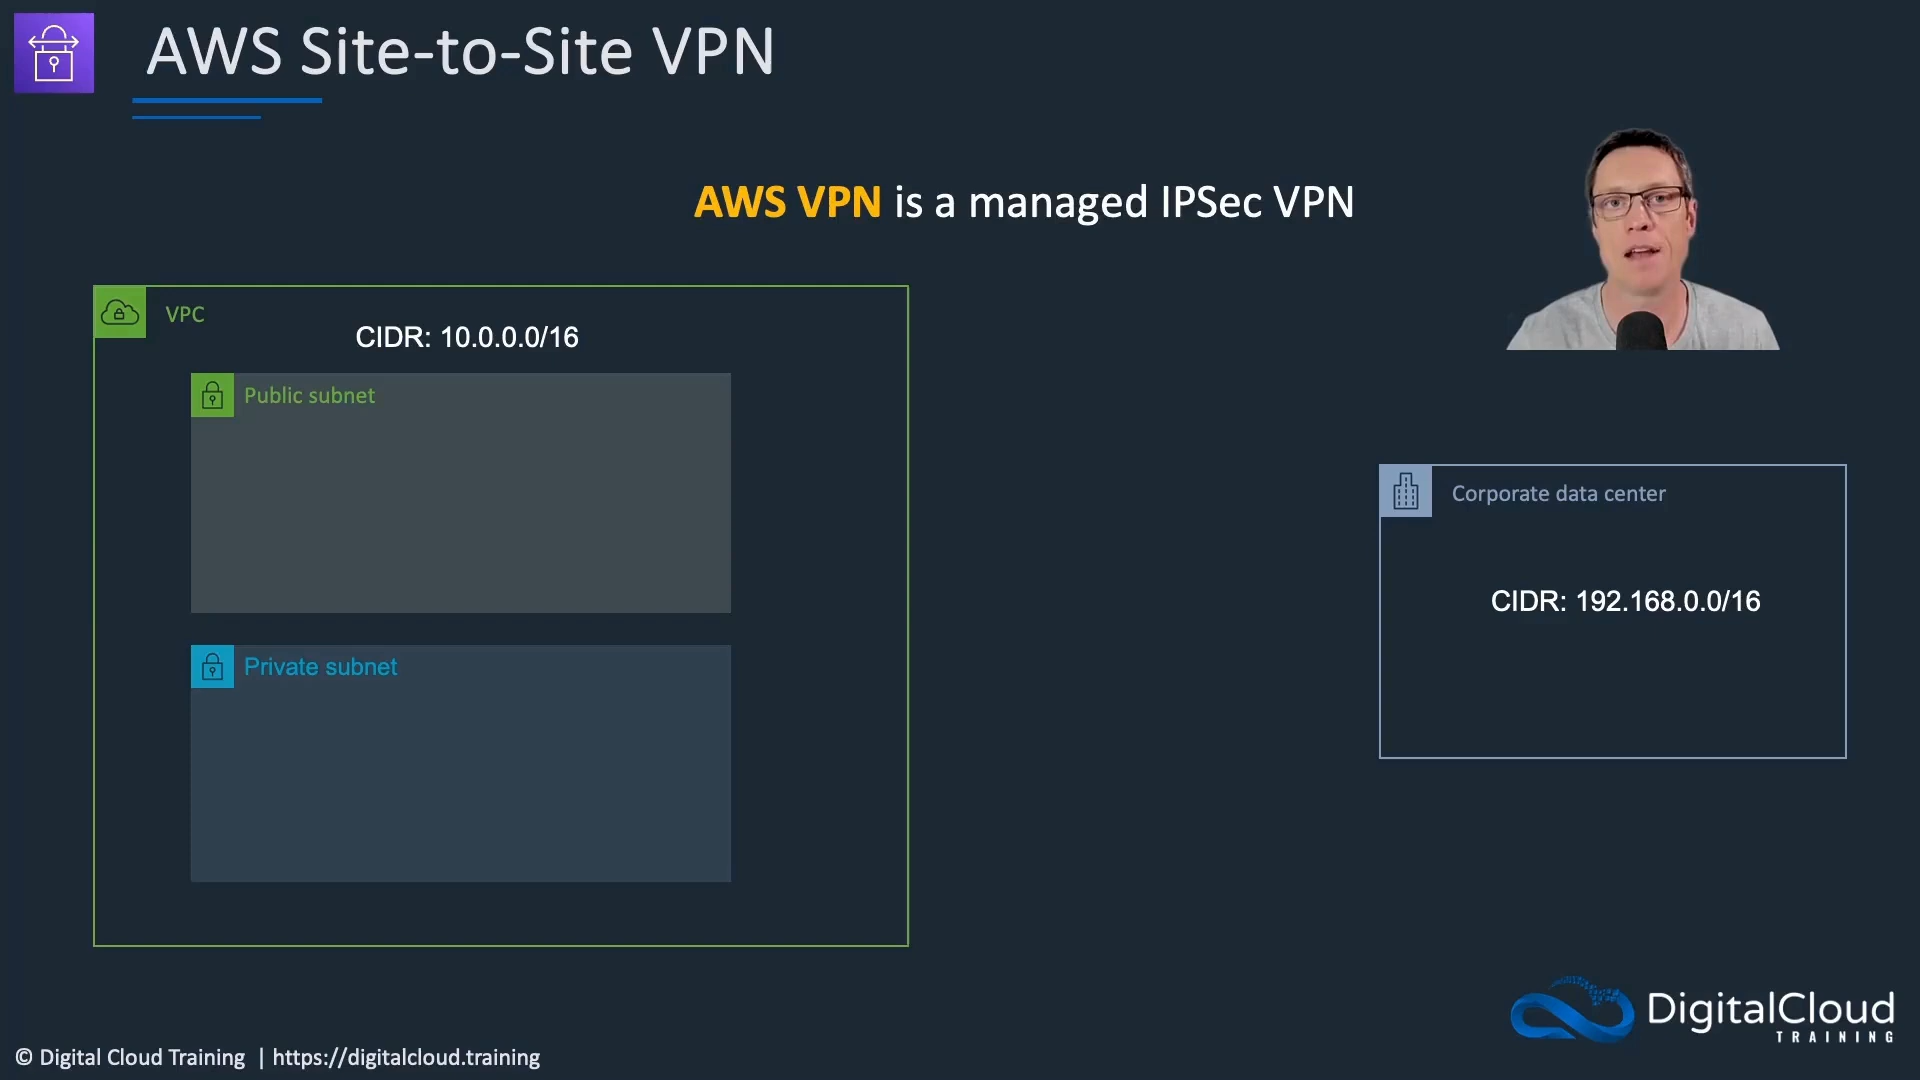 AWS Site-to-Site VPN
AWS VPN is a managed IPSec VPN
VPC
CIDR: 10.0.0.0/16
Public subnet
Private subnet
Corporate data center
CIDR: 192.168.0.0/16
DigitalCloud
TRAINING
© Digital Cloud Training | https://digitalcloud.training